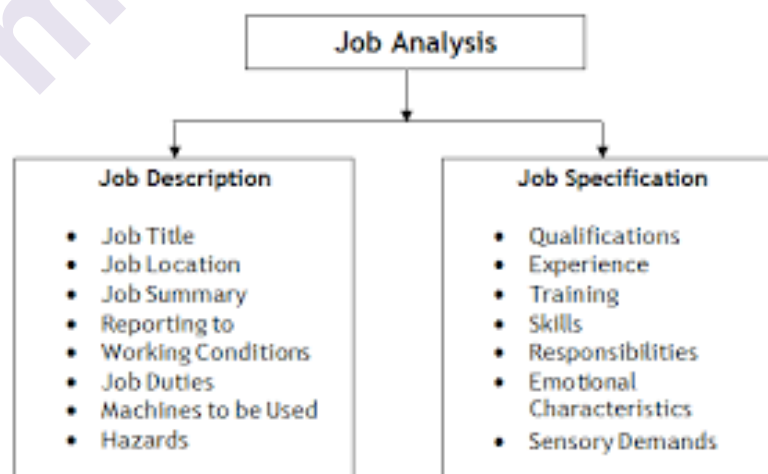 Job Analysis
Job Description
• Job Title
• Job Location
• Job Summary
• Reporting to
• Working Conditions
• Job Duties
• Machines to be Used
• Hazards
Job Specification
• Qualifications
• Experience
• Training
• Skills
• Responsibilities
• Emotional
Characteristics
• Sensory Demands